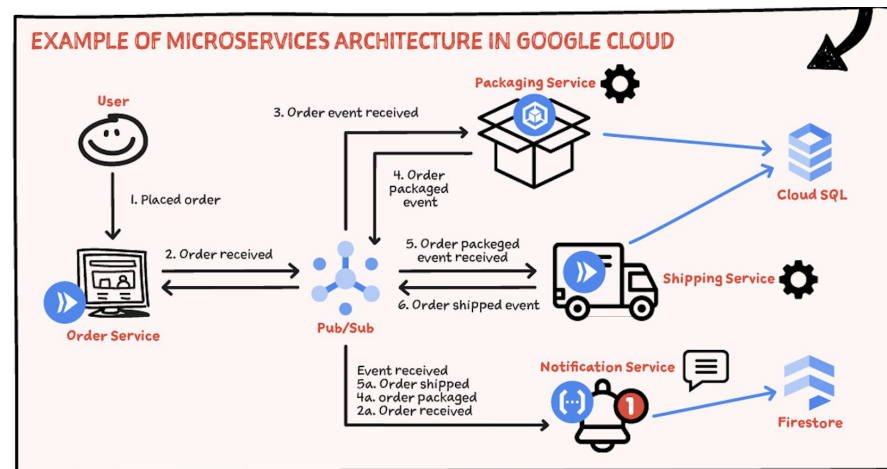 EXAMPLE OF MICROSERVICES ARCHITECTURE IN GOOGLE CLOUD
Packaging Service
User
3. Order event received
4. Order
packaged
event
Cloud SQL
1. Placed order
2. Order received
5. Order packeged
event received
6. Order shipped event
Shipping Service
Order Service
Pub/Sub
Event received
5a. Order shipped
4a. order packaged
2a. Order received
Notification Service
1
Firestore